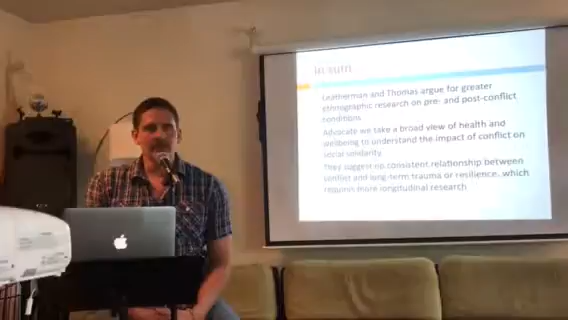 In sum
Leatherman and Thomas argue for greater
ethnographic research on pre- and post-conflict
conditions
Advocate we take a broad view of health and
wellbeing to understand the impact of conflict on
social solidarity
They suggest no consistent relationship between
conflict and long-term trauma or resilience, which
requires more longitudinal research